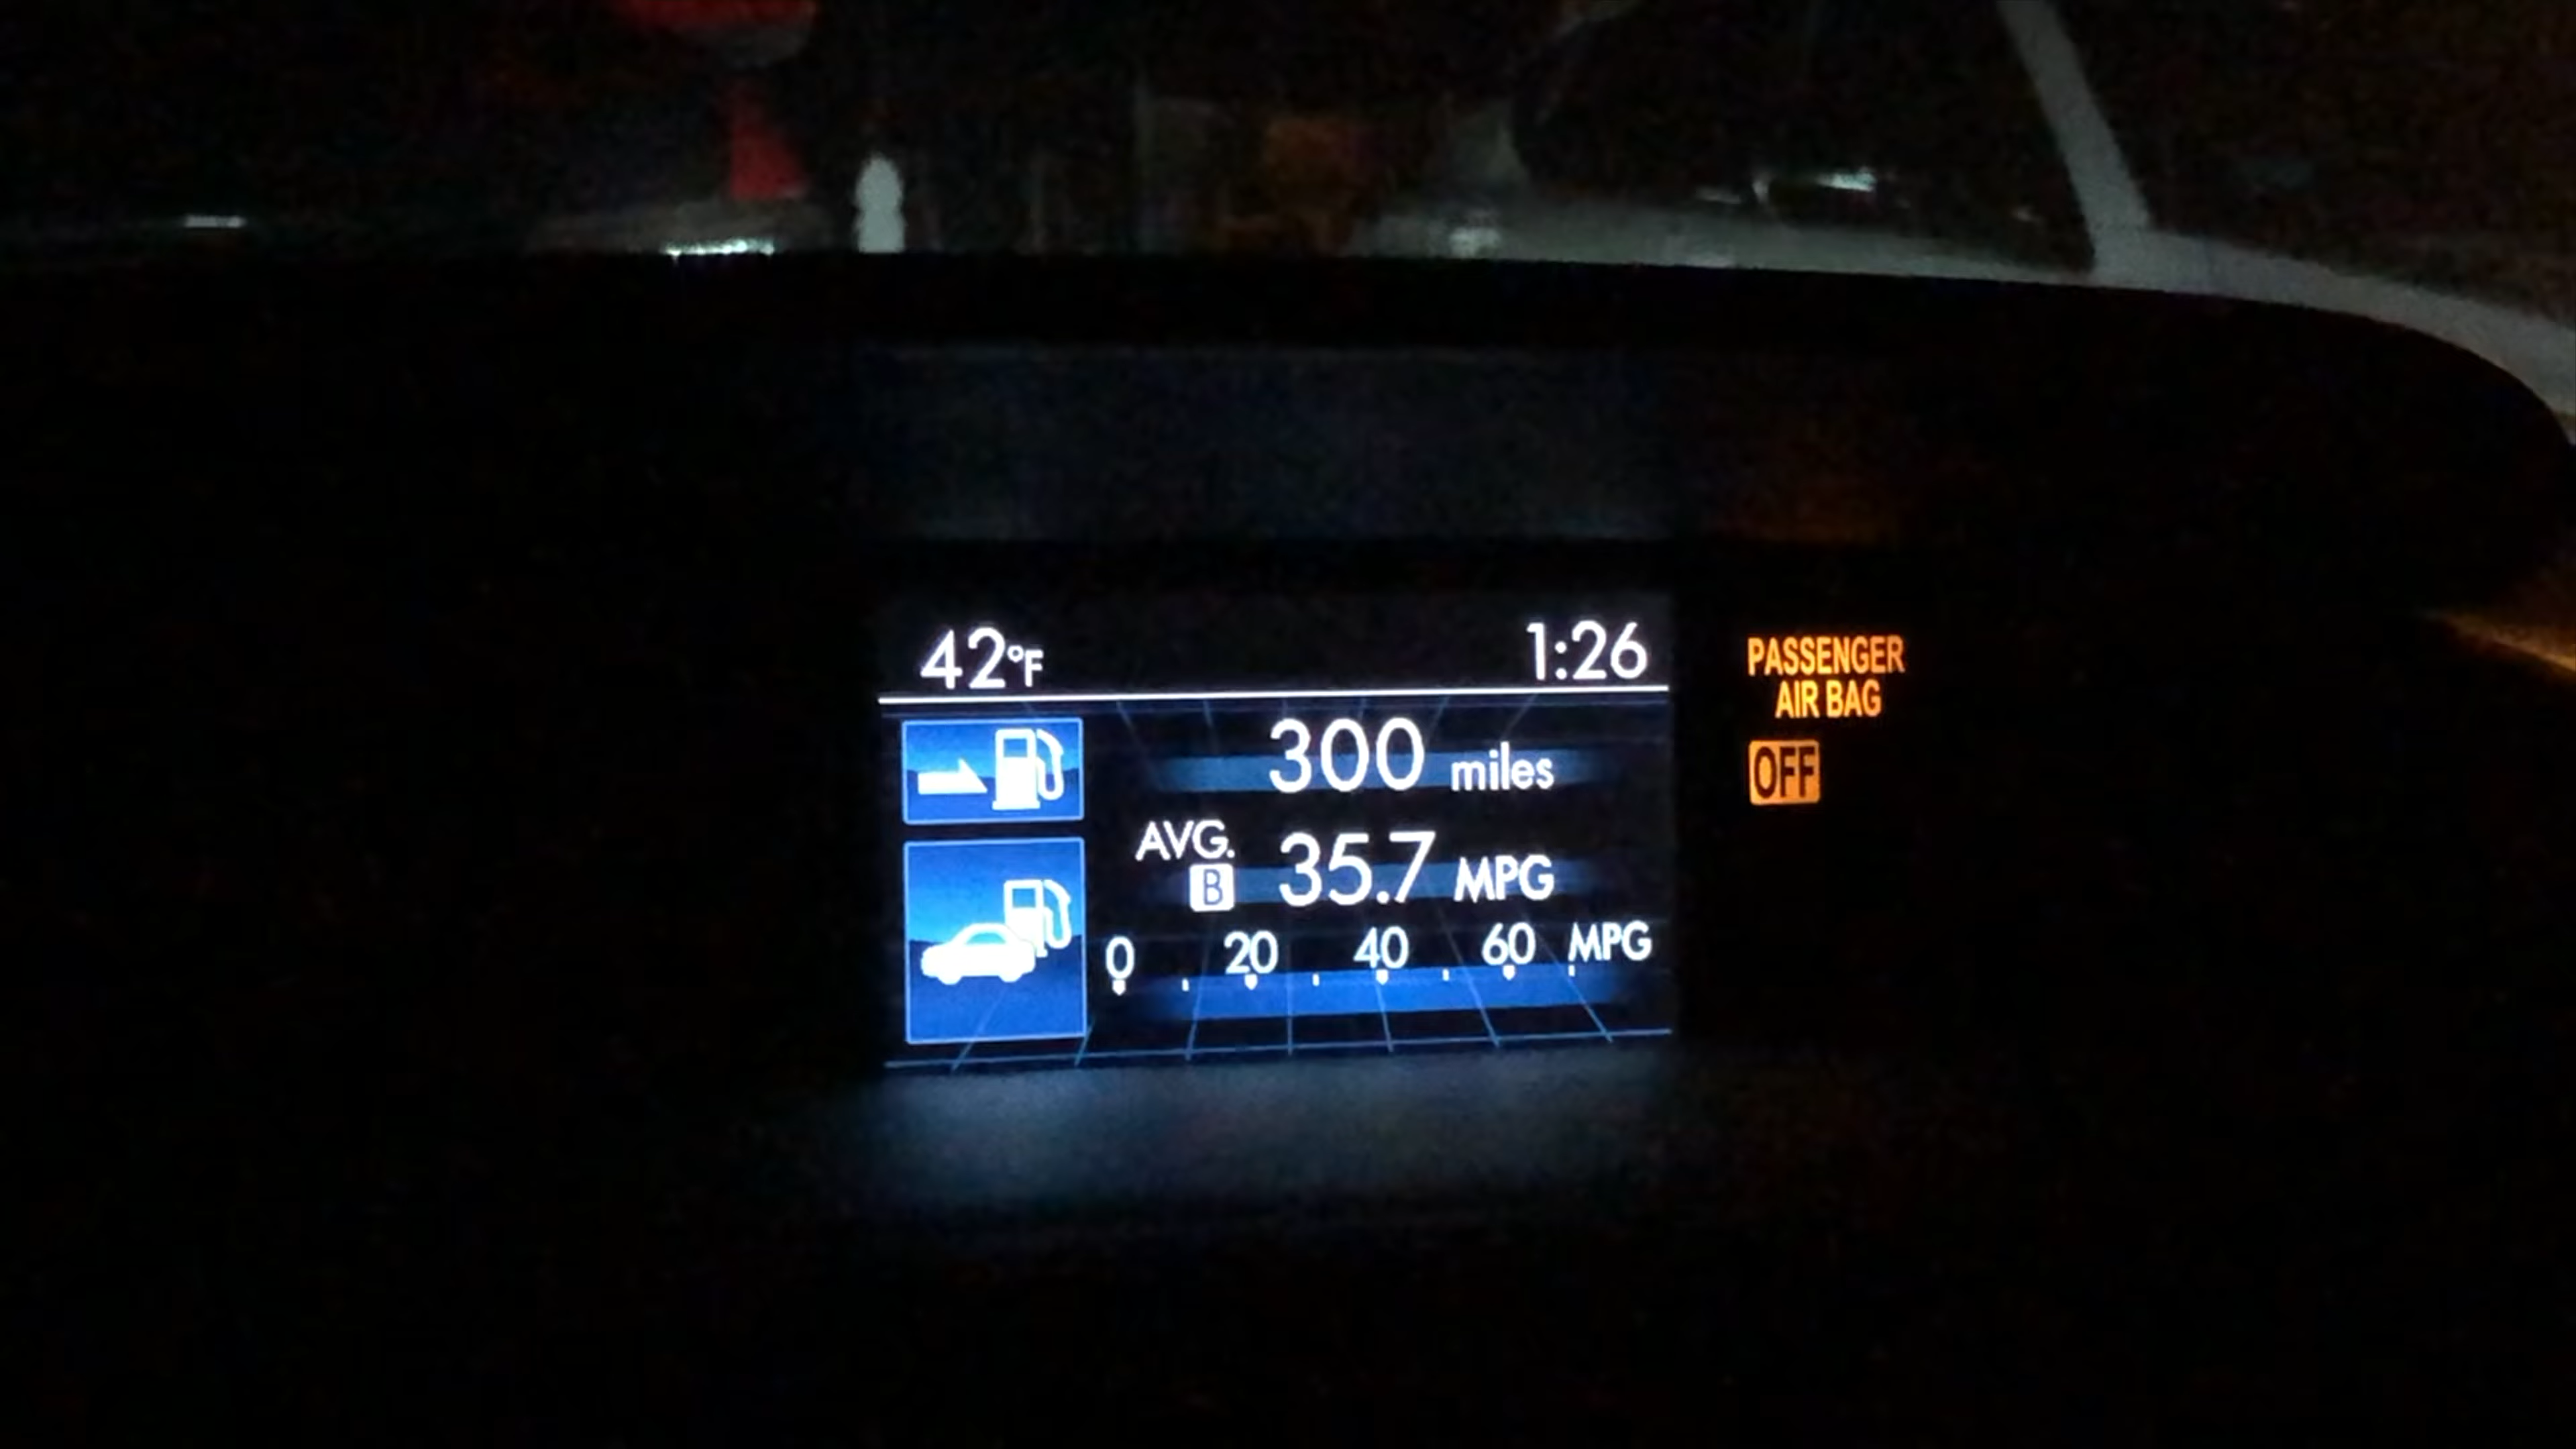 42°F 1:26
300 miles
AVG.
B 35.7 MPG
0 20 40 60 MPG
PASSENGER
AIR BAG
OFF